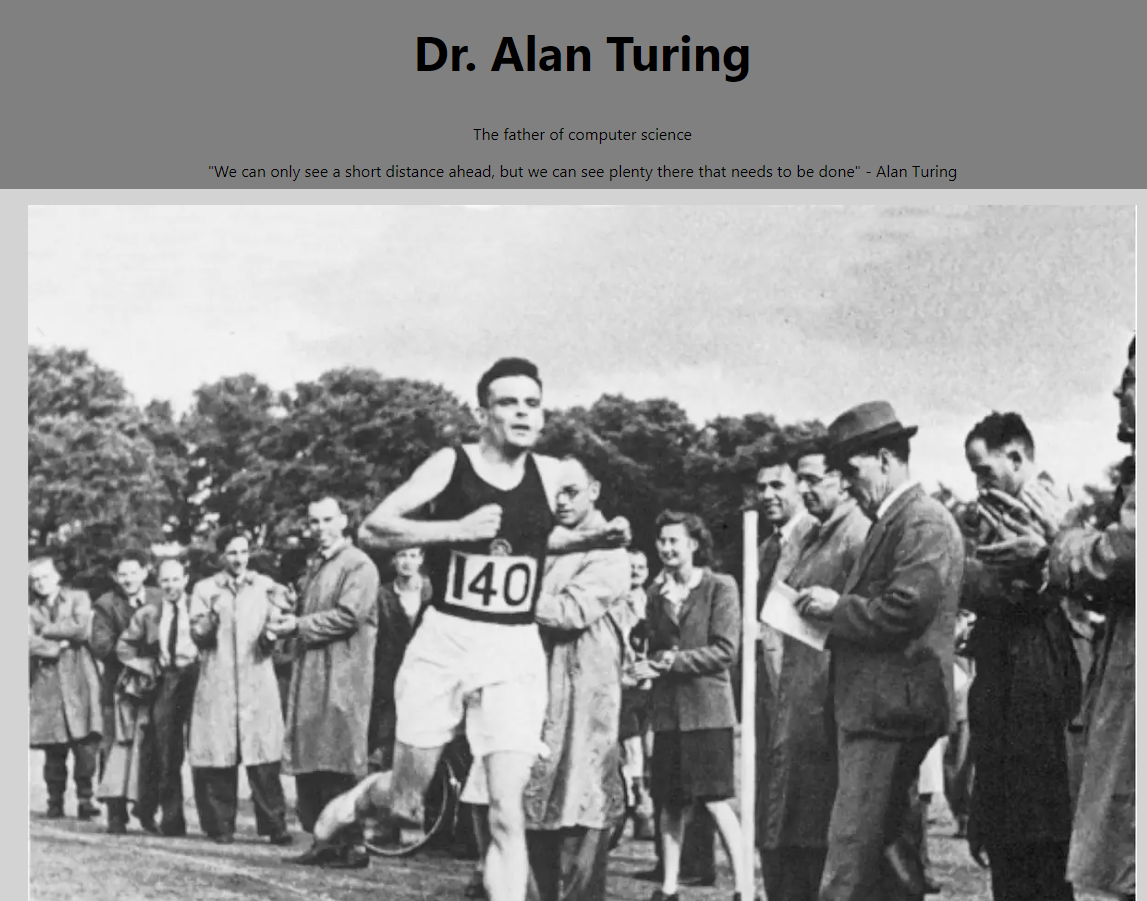 Dr. Alan Turing
The father of computer science
"We can only see a short distance ahead, but we can see plenty there that needs to be done" - Alan Turing
140